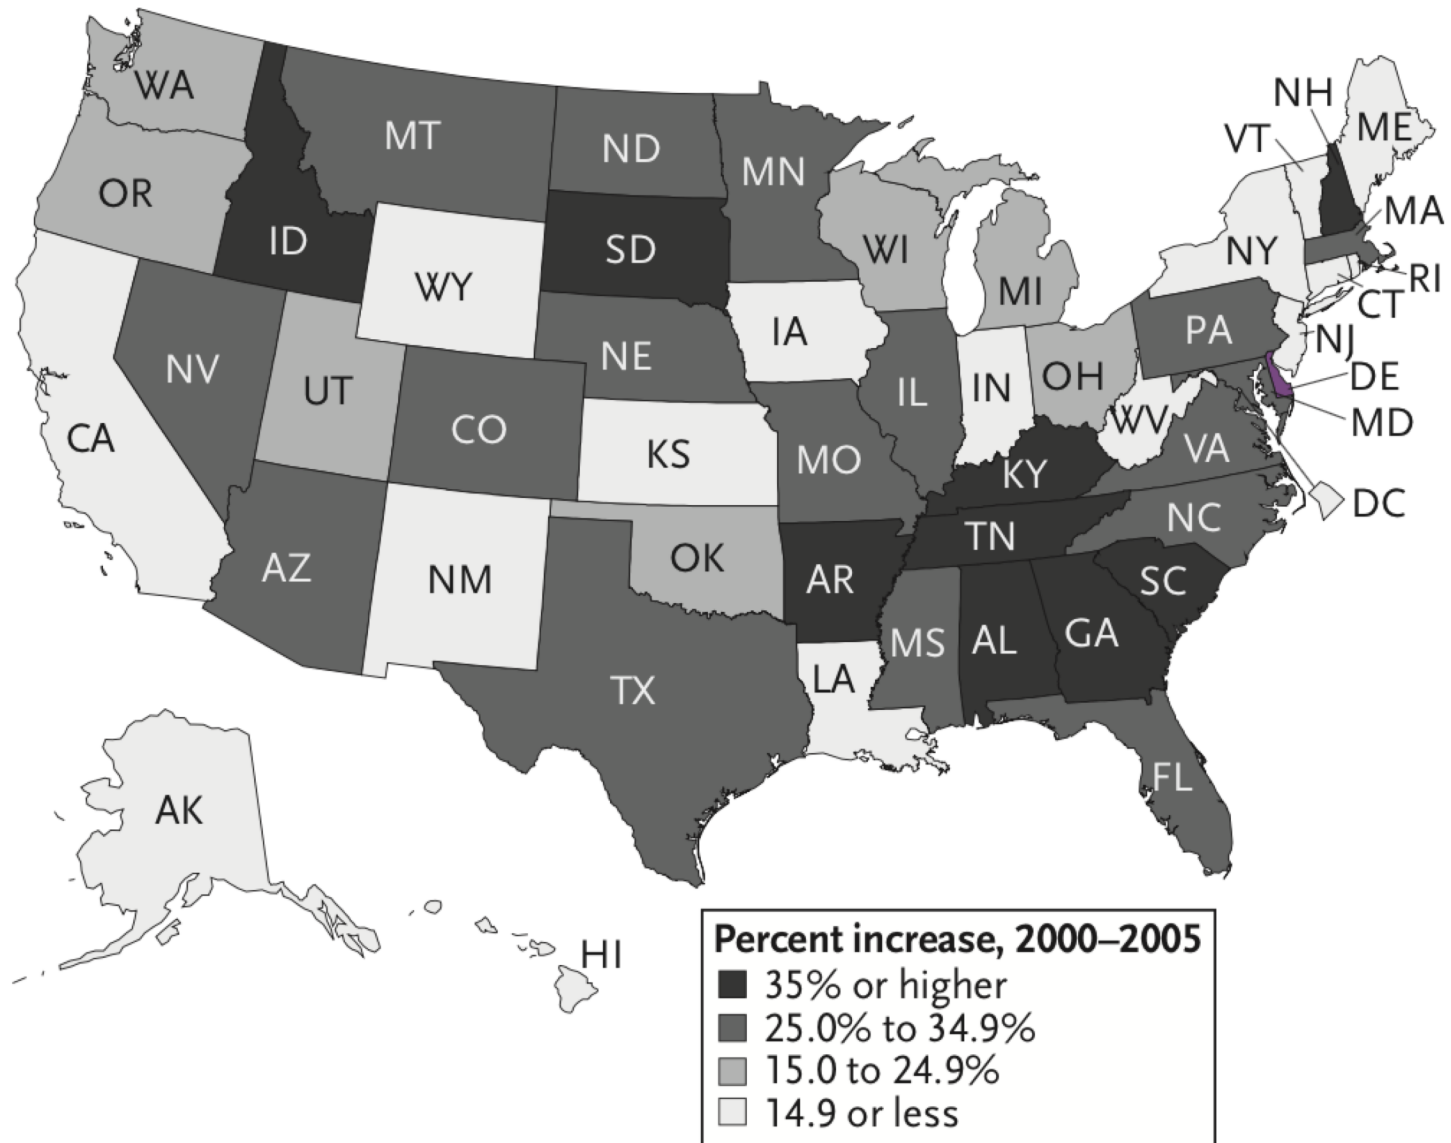 WA
MT
ND
MN
OR
ID
SD
WI
MI
NH
VT
ME
MA
NY
RI
CT
WY
IA
NE
PA
NJ
DE
MD
NV
UT
CO
IL
IN
OH
WV
VA
DC
CA
KS
MO
KY
NC
TN
AZ
NM
OK
AR
SC
MS
AL
GA
TX
LA
FL
AK
HI
Percent increase, 2000–2005
35% or higher
25.0% to 34.9%
15.0 to 24.9%
14.9 or less